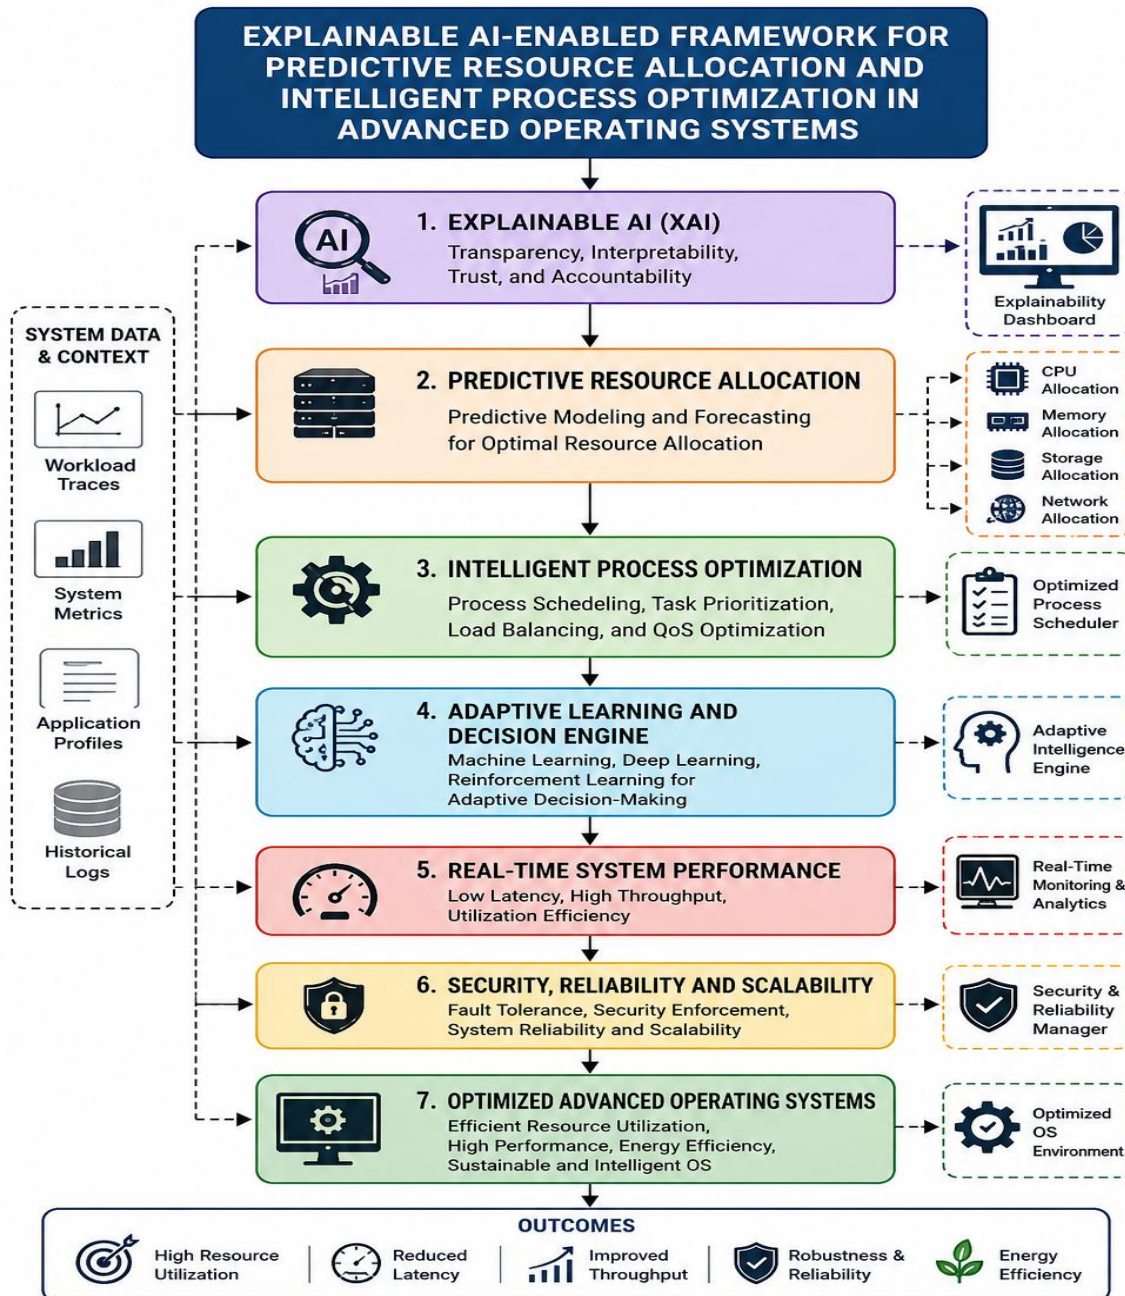 EXPLAINABLE AI-ENABLED FRAMEWORK FOR
PREDICTIVE RESOURCE ALLOCATION AND
INTELLIGENT PROCESS OPTIMIZATION IN
ADVANCED OPERATING SYSTEMS
AI
1. EXPLAINABLE AI (XAI)
Transparency, Interpretability,
Trust, and Accountability
Explainability
Dashboard
SYSTEM DATA
& CONTEXT
Workload
Traces
System
Metrics
Application
Profiles
Historical
Logs
2. PREDICTIVE RESOURCE ALLOCATION
Predictive Modeling and Forecasting
for Optimal Resource Allocation
CPU
Allocation
Memory
Allocation
Storage
Allocation
Network
Allocation
3. INTELLIGENT PROCESS OPTIMIZATION
Process Schedeling, Task Prioritization,
Load Balancing, and QoS Optimization
Optimized
Process
Scheduler
4. ADAPTIVE LEARNING AND
DECISION ENGINE
Machine Learning, Deep Learning,
Reinforcement Learning for
Adaptive Decision-Making
Adaptive
Intelligence
Engine
5. REAL-TIME SYSTEM PERFORMANCE
Low Latency, High Throughput,
Utilization Efficiency
Real-Time
Monitoring &
Analytics
6. SECURITY, RELIABILITY AND SCALABILITY
Fault Tolerance, Security Enforcement,
System Reliability and Scalability
Security &
Reliability
Manager
7. OPTIMIZED ADVANCED OPERATING SYSTEMS
Efficient Resource Utilization,
High Performance, Energy Efficiency,
Sustainable and Intelligent OS
Optimized
OS
Environment
OUTCOMES
High Resource
Utilization
Reduced
Latency
Improved
Throughput
Robustness &
Reliability
Energy
Efficiency